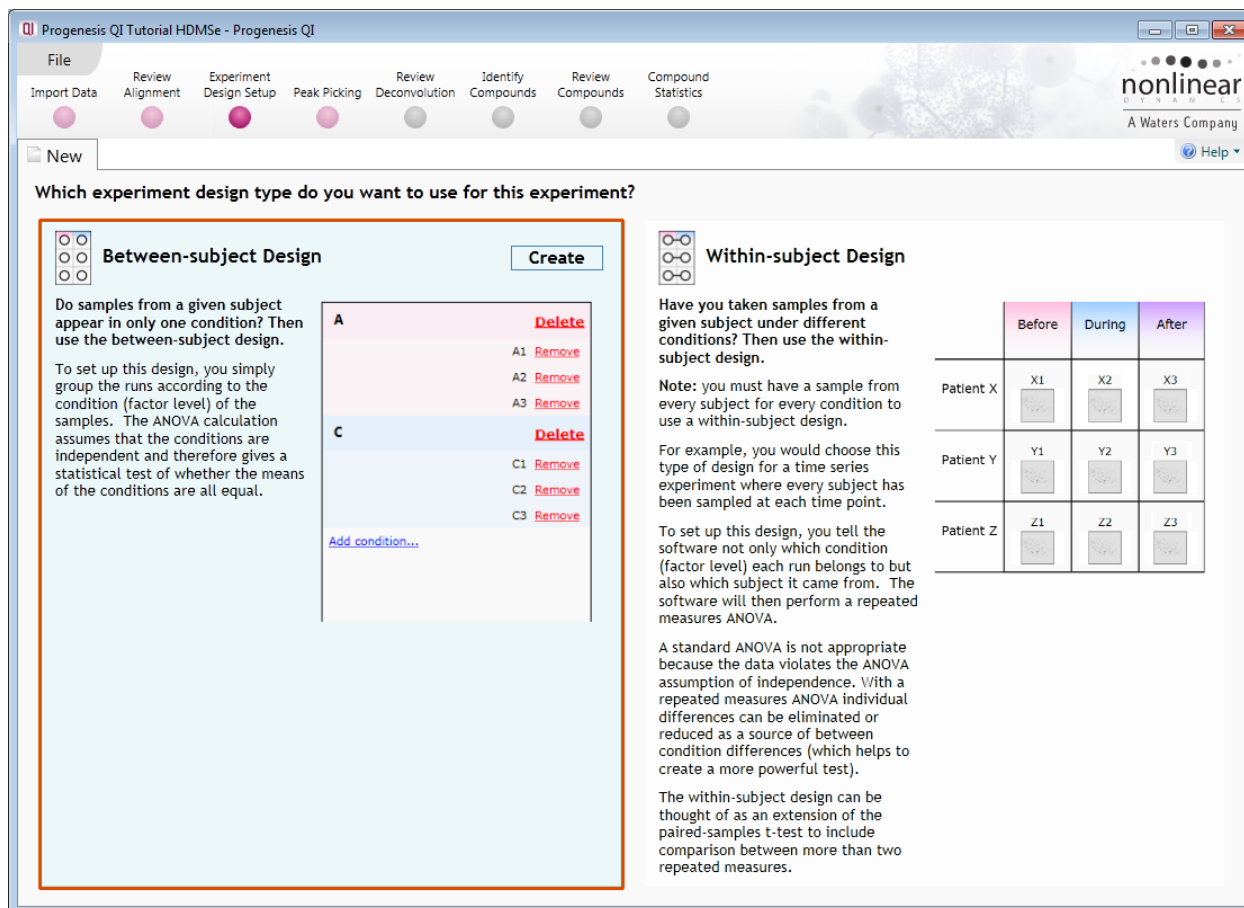 QI Progenesis QI Tutorial HDMSe - Progenesis QI
File
Import Data
Review
Alignment
Experiment
Design Setup
Peak Picking
Review
Deconvolution
Identify
Compounds
Review
Compounds
Compound
Statistics
nonlinear
DYNAMICS
A Waters Company
New
Help
Which experiment design type do you want to use for this experiment?
Between-subject Design
Create
Do samples from a given subject
appear in only one condition? Then
use the between-subject design.
To set up this design, you simply
group the runs according to the
condition (factor level) of the
samples. The ANOVA calculation
assumes that the conditions are
independent and therefore gives a
statistical test of whether the means
of the conditions are all equal.
A Delete
A1 Remove
A2 Remove
A3 Remove
C Delete
C1 Remove
C2 Remove
C3 Remove
Add condition...
Within-subject Design
Have you taken samples from a
given subject under different
conditions? Then use the within-
subject design.
Note: you must have a sample from
every subject for every condition to
use a within-subject design.
For example, you would choose this
type of design for a time series
experiment where every subject has
been sampled at each time point.
To set up this design, you tell the
software not only which condition
(factor level) each run belongs to but
also which subject it came from. The
software will then perform a repeated
measures ANOVA.
A standard ANOVA is not appropriate
because the data violates the ANOVA
assumption of independence. With a
repeated measures ANOVA individual
differences can be eliminated or
reduced as a source of between
condition differences (which helps to
create a more powerful test).
The within-subject design can be
thought of as an extension of the
paired-samples t-test to include
comparison between more than two
repeated measures.
Before During After
Patient X X1 X2 X3
Patient Y Y1 Y2 Y3
Patient Z Z1 Z2 Z3